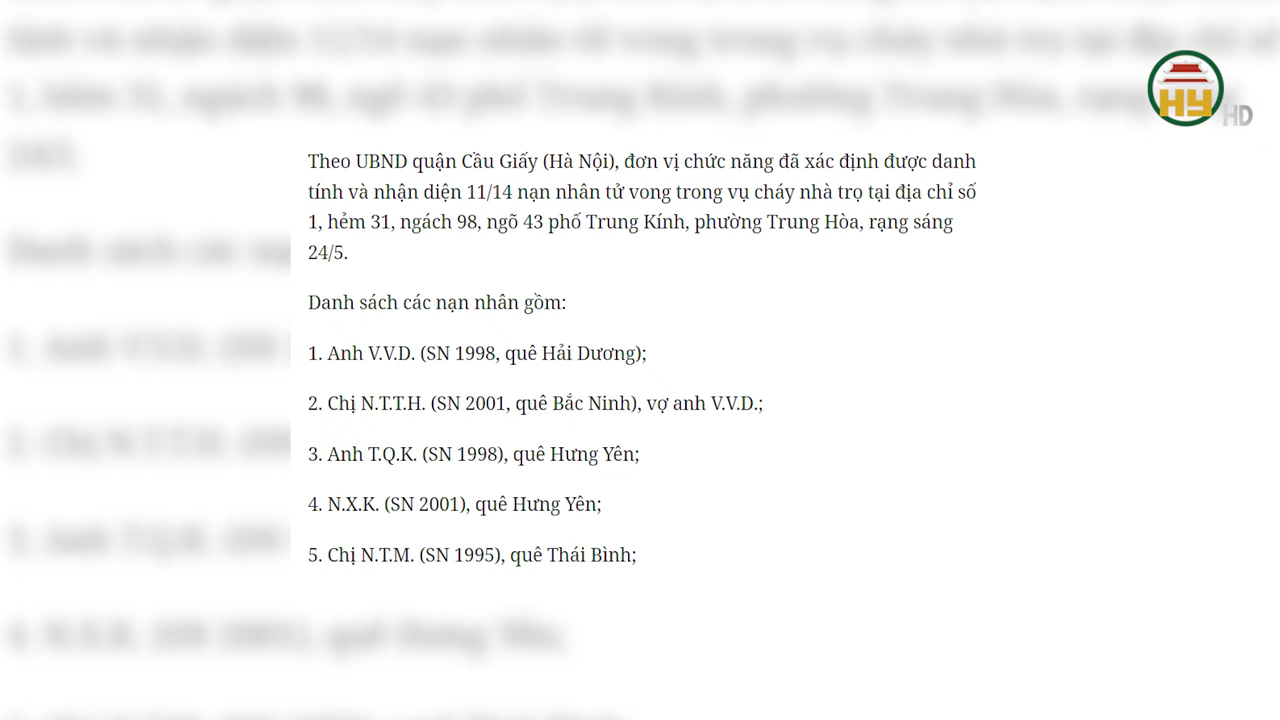 HY
HD
Theo UBND quận Cầu Giấy (Hà Nội), đơn vị chức năng đã xác định được danh
tính và nhận diện 11/14 nạn nhân tử vong trong vụ cháy nhà trọ tại địa chỉ số
1, hẻm 31, ngách 98, ngõ 43 phố Trung Kính, phường Trung Hòa, rạng sáng
24/5.
Danh sách các nạn nhân gồm:
1. Anh V.V.D. (SN 1998, quê Hải Dương);
2. Chị N.T.T.H. (SN 2001, quê Bắc Ninh), vợ anh V.V.D.;
3. Anh T.Q.K. (SN 1998), quê Hưng Yên;
4. N.X.K. (SN 2001), quê Hưng Yên;
5. Chị N.T.M. (SN 1995), quê Thái Bình;